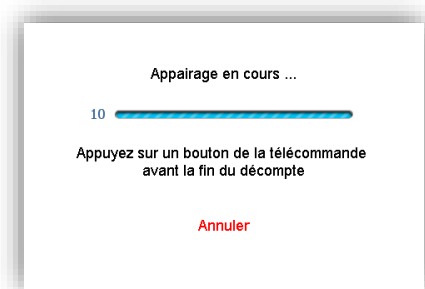 Appairage en cours ...
10
Appuyez sur un bouton de la télécommande
avant la fin du décompte
Annuler